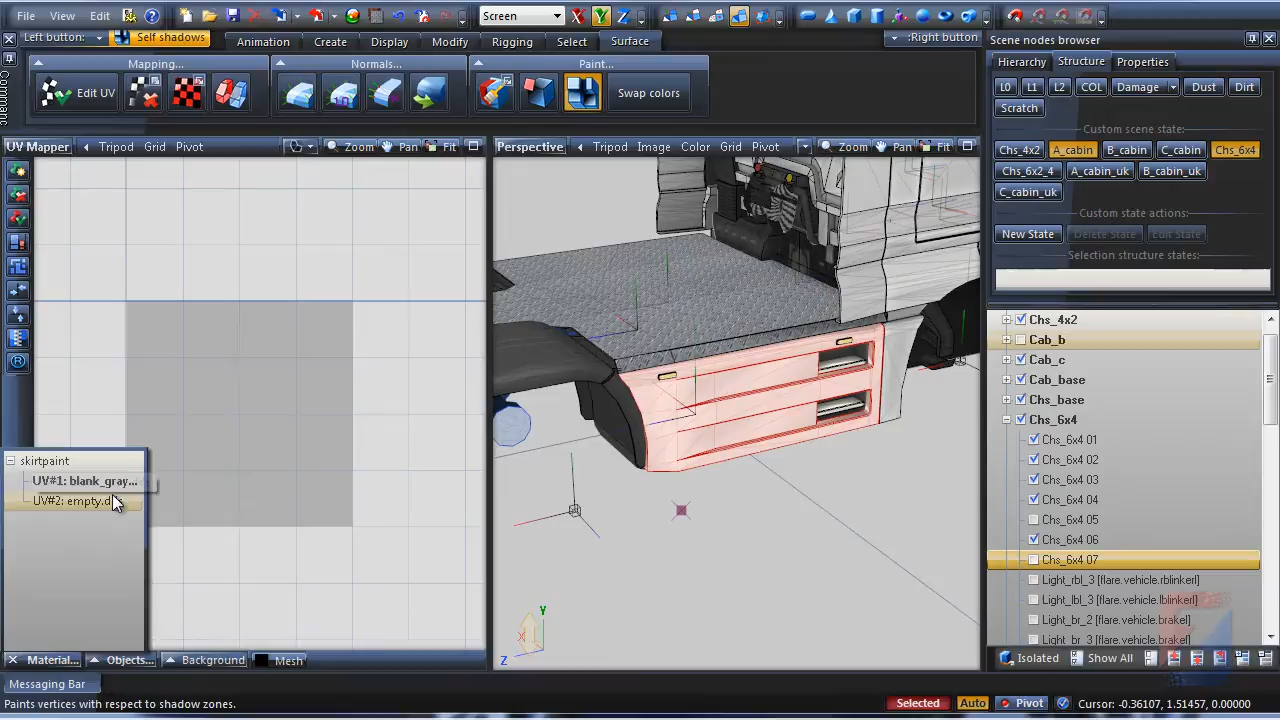 File Edit Screen X Y Z
Left button: Self shadows :Right button
Scene nodes browser
Animation Create Display Modify Rigging Select Surface
Hierarchy Structure Properties
Mapping... Normals... Paint...
Edit UV Swap colors
L0 L1 L2 COL Damage Dust Dirt
Scratch
Custom scene state:
Chs_4x2 A_cabin B_cabin C_cabin Chs_6x4
Chs_6x2_4 A_cabin_uk B_cabin_uk
C_cabin_uk
Custom state actions:
New State Delete State Edit State
Selection structure states:
UV Mapper Tripod Grid Pivot Zoom Pan Fit
Perspective Tripod Image Color Grid Pivot Zoom Pan Fit
Chs_4x2
Cab_b
Cab_c
Cab_base
Chs_base
Chs_6x4
Chs_6x4 01
Chs_6x4 02
Chs_6x4 03
Chs_6x4 04
Chs_6x4 05
Chs_6x4 06
Chs_6x4 07
Light_rbl_3 [flare.vehicle.rblinkerl]
Light_lbl_3 [flare.vehicle.lblinkerl]
Light_br_2 [flare.vehicle.brakel]
Light_br_3 [flare.vehicle.brakel]
skirtpaint
UV#1: blank_gray...
UV#2: empty.d
Y
X
Z
Material... Objects... Background Mesh
Isolated Show All
Messaging Bar
Paints vertices with respect to shadow zones.
Selected Auto Pivot Cursor: -0.36107, 1.51457, 0.00000